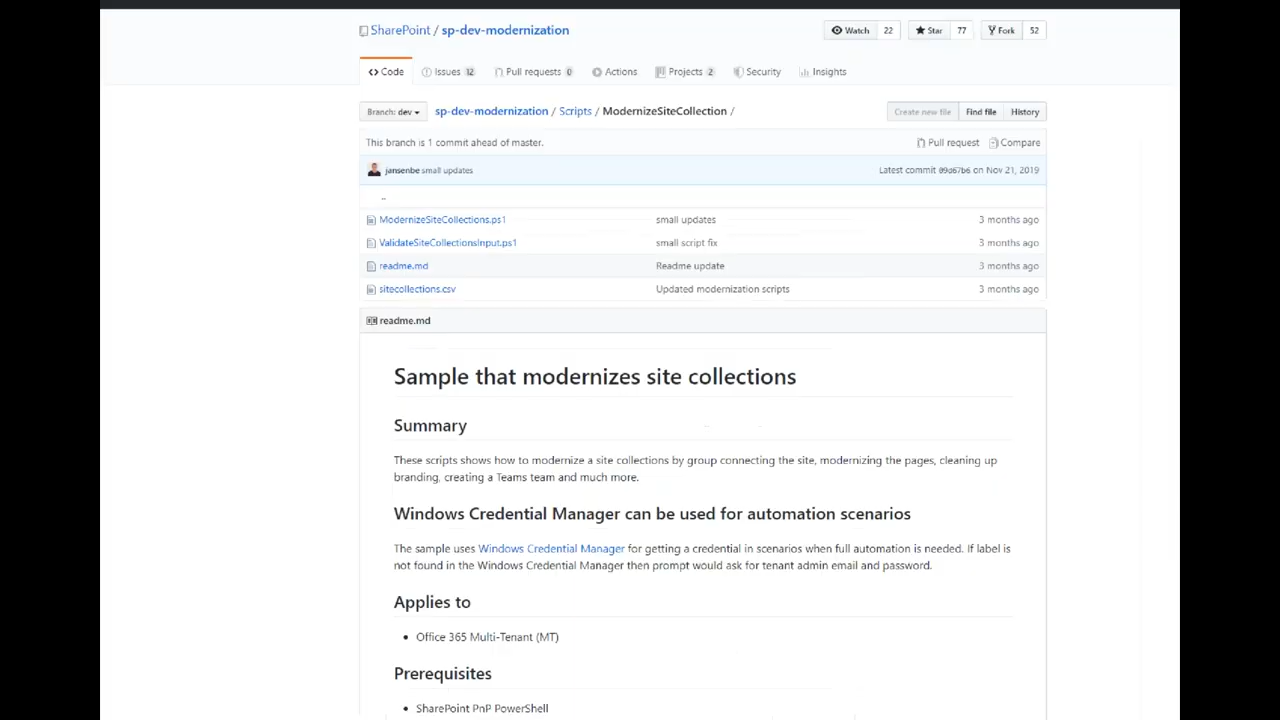 SharePoint / sp-dev-modernization
Watch 22 Star 77 Fork 52
Code Issues 12 Pull requests 0 Actions Projects 2 Security Insights
Branch: dev sp-dev-modernization / Scripts / ModernizeSiteCollection / Create new file Find file History
This branch is 1 commit ahead of master. Pull request Compare
jansenbe small updates Latest commit 09d67b6 on Nov 21, 2019
..
ModernizeSiteCollections.ps1 small updates 3 months ago
ValidateSiteCollectionsInput.ps1 small script fix 3 months ago
readme.md Readme update 3 months ago
sitecollections.csv Updated modernization scripts 3 months ago
readme.md
Sample that modernizes site collections
Summary
These scripts shows how to modernize a site collections by group connecting the site, modernizing the pages, cleaning up
branding, creating a Teams team and much more.
Windows Credential Manager can be used for automation scenarios
The sample uses Windows Credential Manager for getting a credential in scenarios when full automation is needed. If label is
not found in the Windows Credential Manager then prompt would ask for tenant admin email and password.
Applies to
• Office 365 Multi-Tenant (MT)
Prerequisites
• SharePoint PnP PowerShell